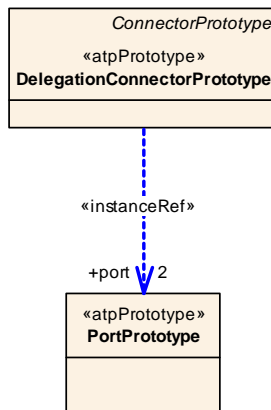 ConnectorPrototype
«atpPrototype»
DelegationConnectorPrototype
«instanceRef»
+port 2
«atpPrototype»
PortPrototype